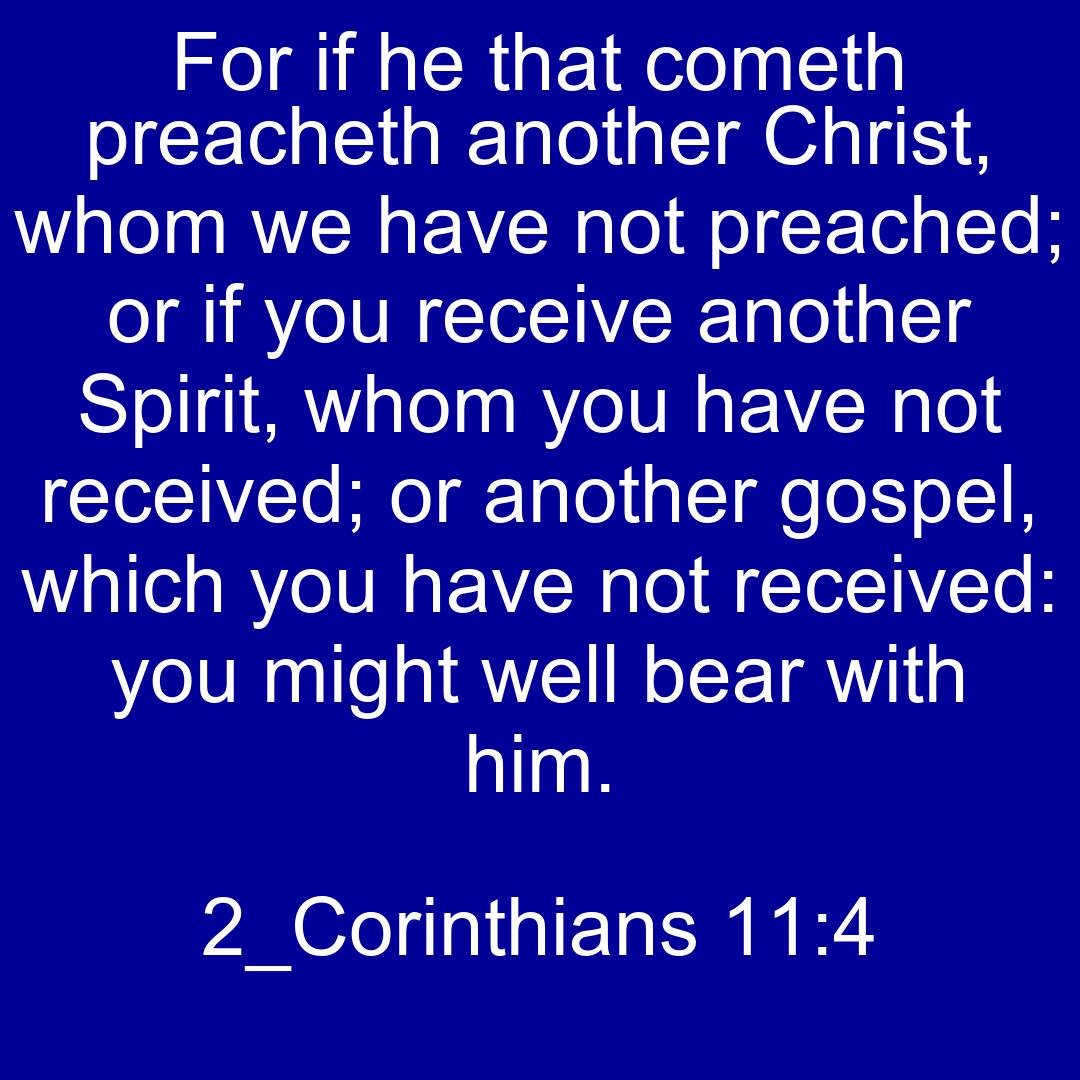 For if he that cometh
preacheth another Christ,
whom we have not preached;
or if you receive another
Spirit, whom you have not
received; or another gospel,
which you have not received:
you might well bear with
him.
2_Corinthians 11:4